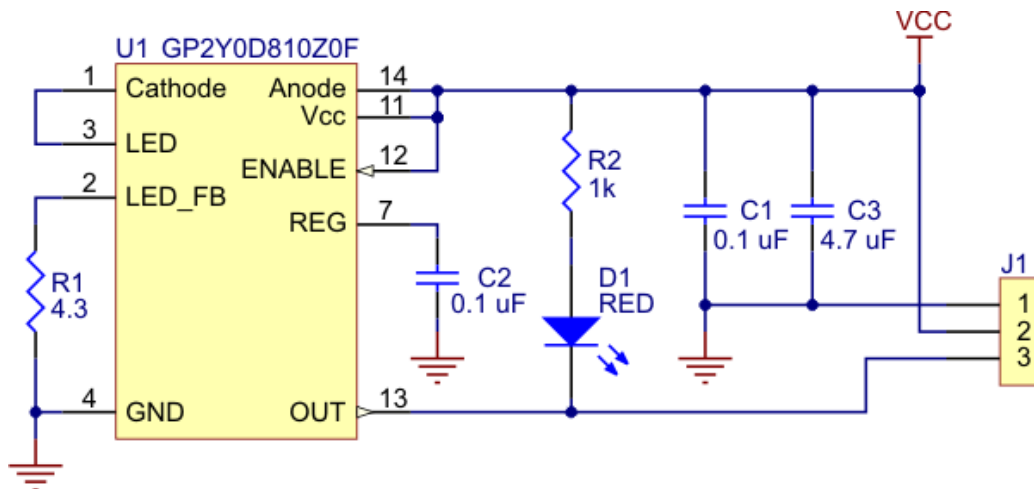 VCC
U1 GP2Y0D810Z0F
1 Cathode Anode 14
Vcc 11
3 LED
ENABLE 12
2 LED_FB
REG 7
R2
1k
C1
0.1 uF
C3
4.7 uF
R1
4.3
C2
0.1 uF
D1
RED
J1
1
2
3
4 GND OUT 13